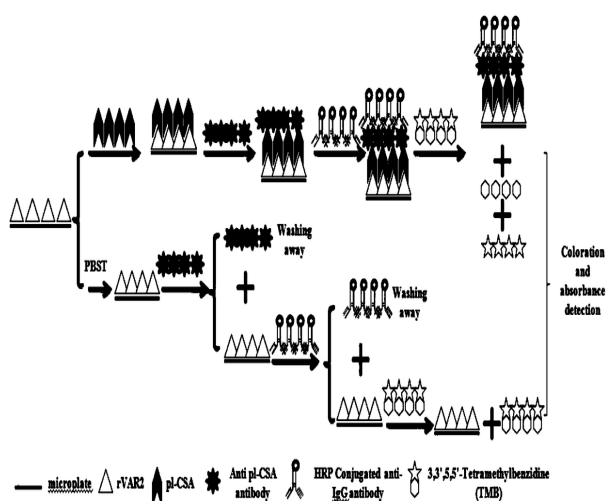 PBST
Washing
away
Washing
away
Coloration
and
absorbance
detection
microplate
rVAR2
pl-CSA
Anti pl-CSA
antibody
HRP Conjugated anti-
IgG antibody
3,3',5,5'-Tetramethylbenzidine
(TMB)